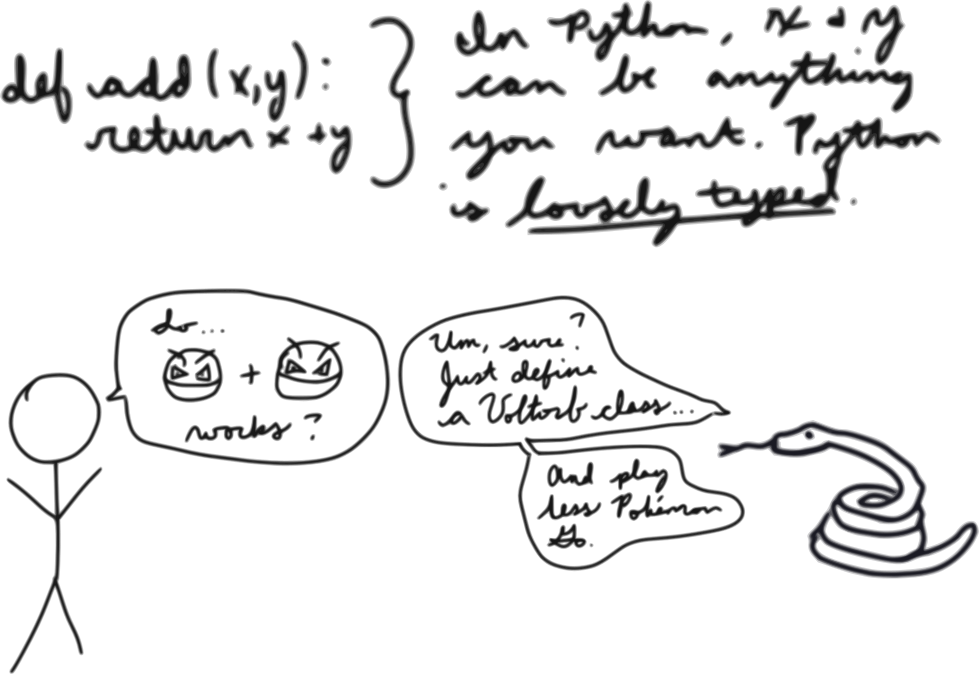 def add(x,y):
return x+y
In Python, x & y
can be anything
you want. Python
is loosely typed.
So...
+
works?
Um, sure?
Just define
a Voltorb class...
And play
less Pokémon
Go.